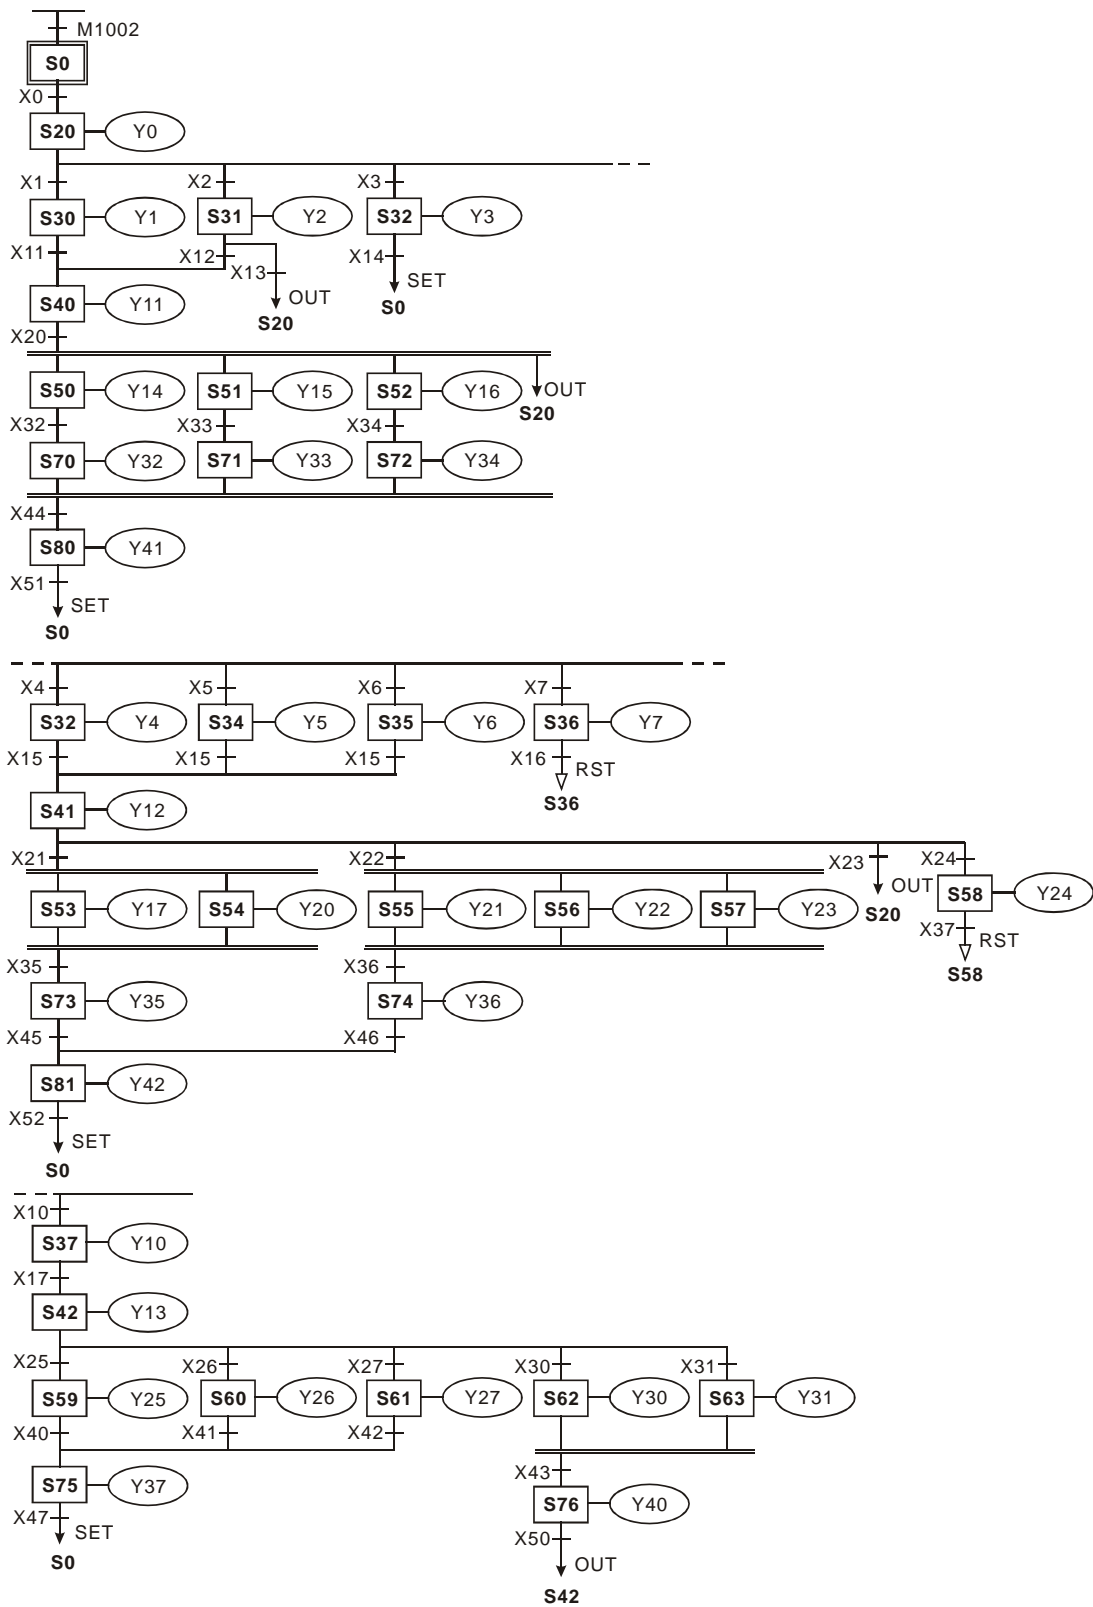 M1002
S0
X0
S20 Y0
X1 X2 X3
S30 Y1 S31 Y2 S32 Y3
X11 X12 X13 X14
SET
OUT S0
S40 Y11 S20
X20
S50 Y14 S51 Y15 S52 Y16 OUT
S20
X32 X33 X34
S70 Y32 S71 Y33 S72 Y34
X44
S80 Y41
X51
SET
S0
X4 X5 X6 X7
S32 Y4 S34 Y5 S35 Y6 S36 Y7
X15 X15 X15 X16
RST
S36
S41 Y12
X21 X22 X23 X24
OUT
S53 Y17 S54 Y20 S55 Y21 S56 Y22 S57 Y23 S20 S58 Y24
X37
RST
S58
X35 X36
S73 Y35 S74 Y36
X45 X46
S81 Y42
X52
SET
S0
X10
S37 Y10
X17
S42 Y13
X25 X26 X27 X30 X31
S59 Y25 S60 Y26 S61 Y27 S62 Y30 S63 Y31
X40 X41 X42
X43
S75 Y37 S76 Y40
X47
SET
S0
X50
OUT
S42